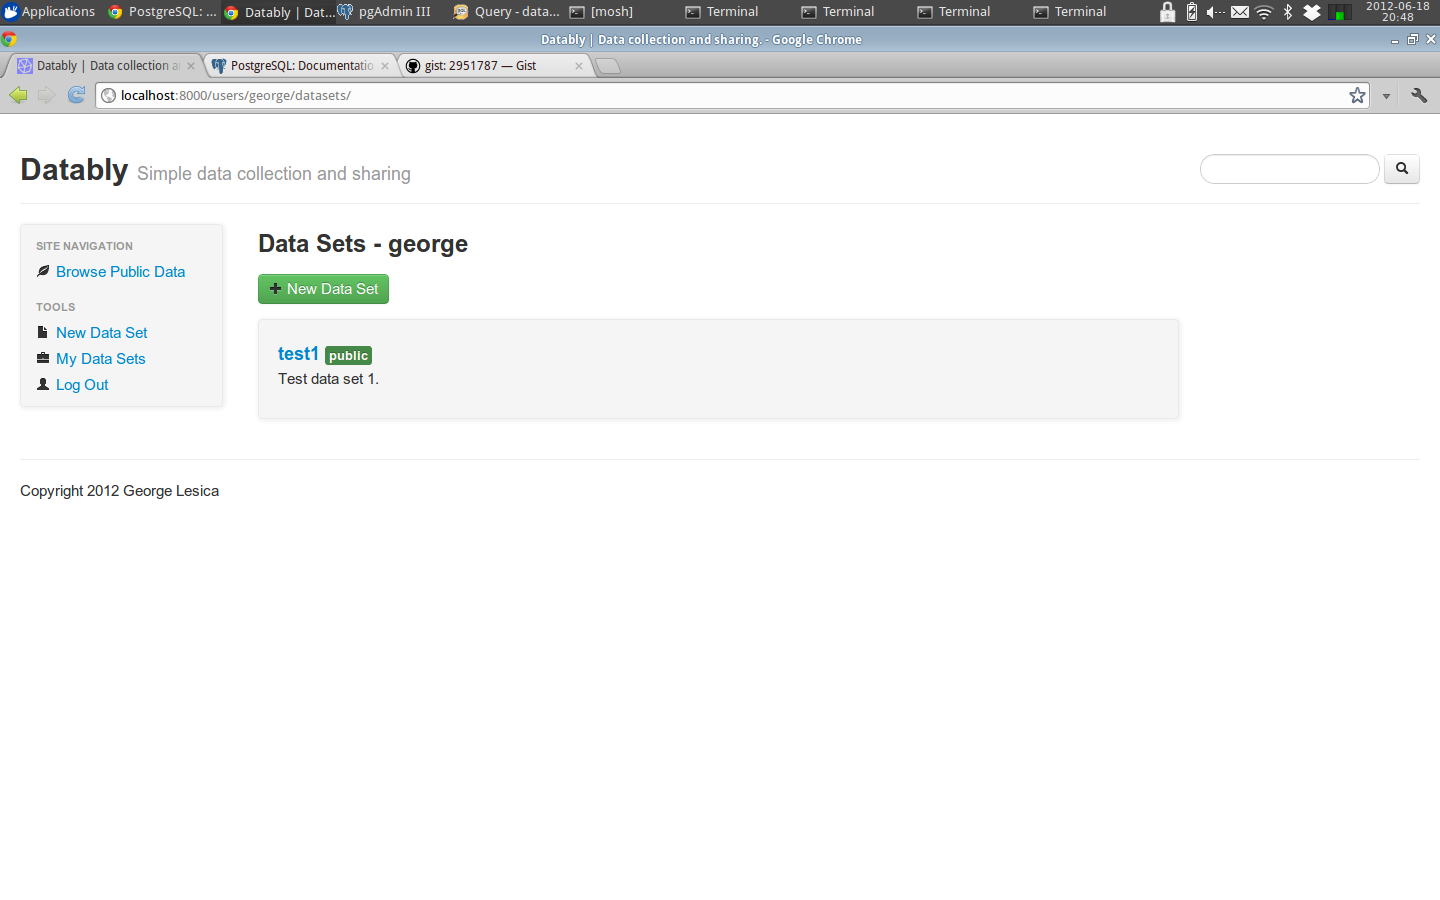 Applications PostgreSQL: ... Datably | Dat... pgAdmin III Query - data... [mosh] Terminal Terminal Terminal Terminal 2012-06-18
20:48
Datably | Data collection and sharing. - Google Chrome
Datably | Data collection a PostgreSQL: Documentatio gist: 2951787 — Gist
localhost:8000/users/george/datasets/
Datably Simple data collection and sharing
SITE NAVIGATION
Browse Public Data
TOOLS
New Data Set
My Data Sets
Log Out
Data Sets - george
New Data Set
test1 public
Test data set 1.
Copyright 2012 George Lesica